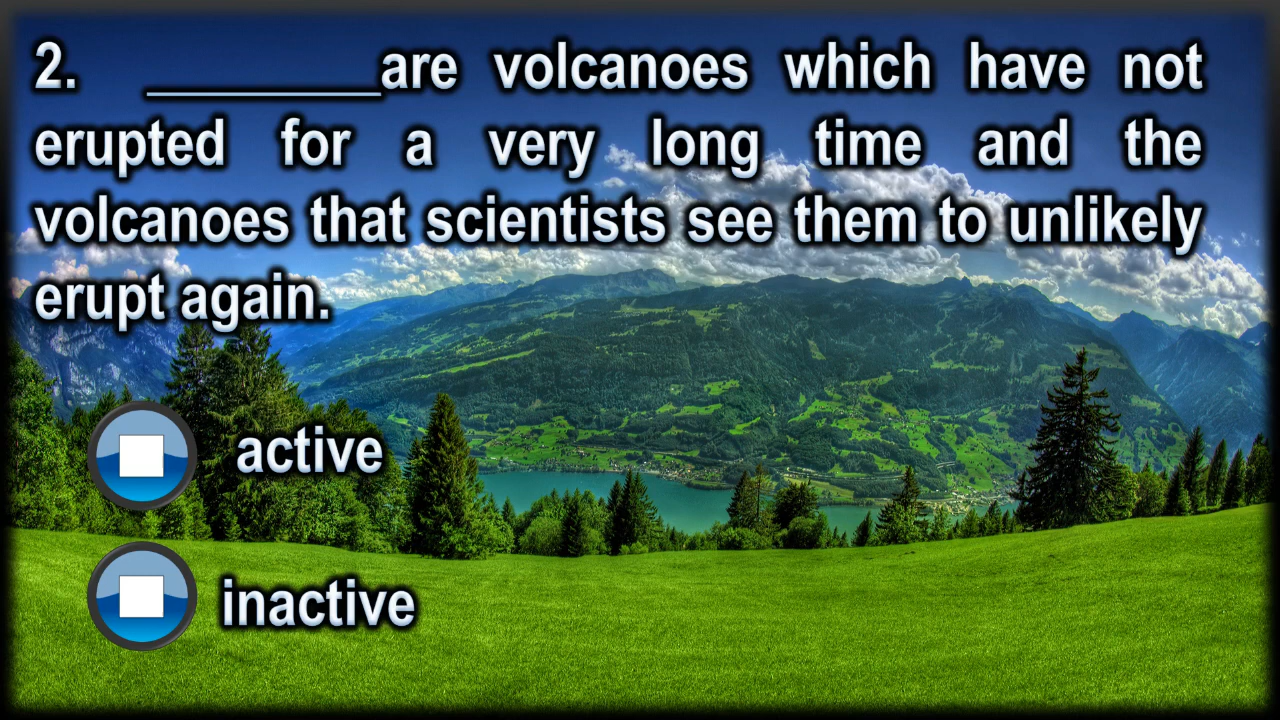 2. ________are volcanoes which have not
erupted for a very long time and the
volcanoes that scientists see them to unlikely
erupt again.
active
inactive